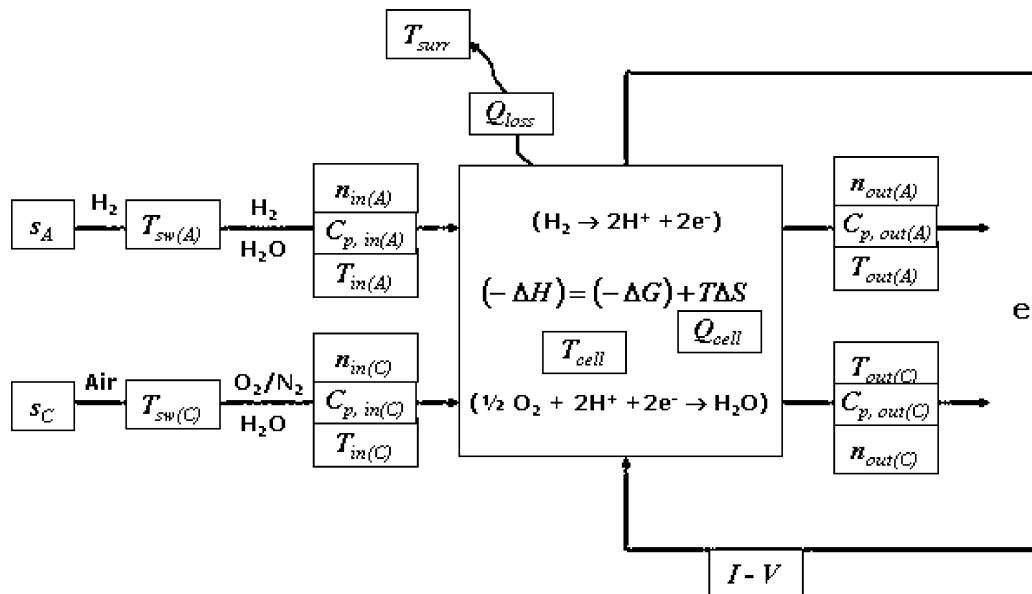 T_surr
Q_loss
s_A
H₂
T_sw(A)
H₂
H₂O
n_in(A)
C_p, in(A)
T_in(A)
(H₂ → 2H⁺ + 2e⁻)
n_out(A)
C_p, out(A)
T_out(A)
(− ΔH) = (− ΔG) + TΔS
Q_cell
T_cell
e
s_C
Air
T_sw(C)
O₂/N₂
H₂O
n_in(C)
C_p, in(C)
T_in(C)
(½ O₂ + 2H⁺ + 2e⁻ → H₂O)
T_out(C)
C_p, out(C)
n_out(C)
I - V